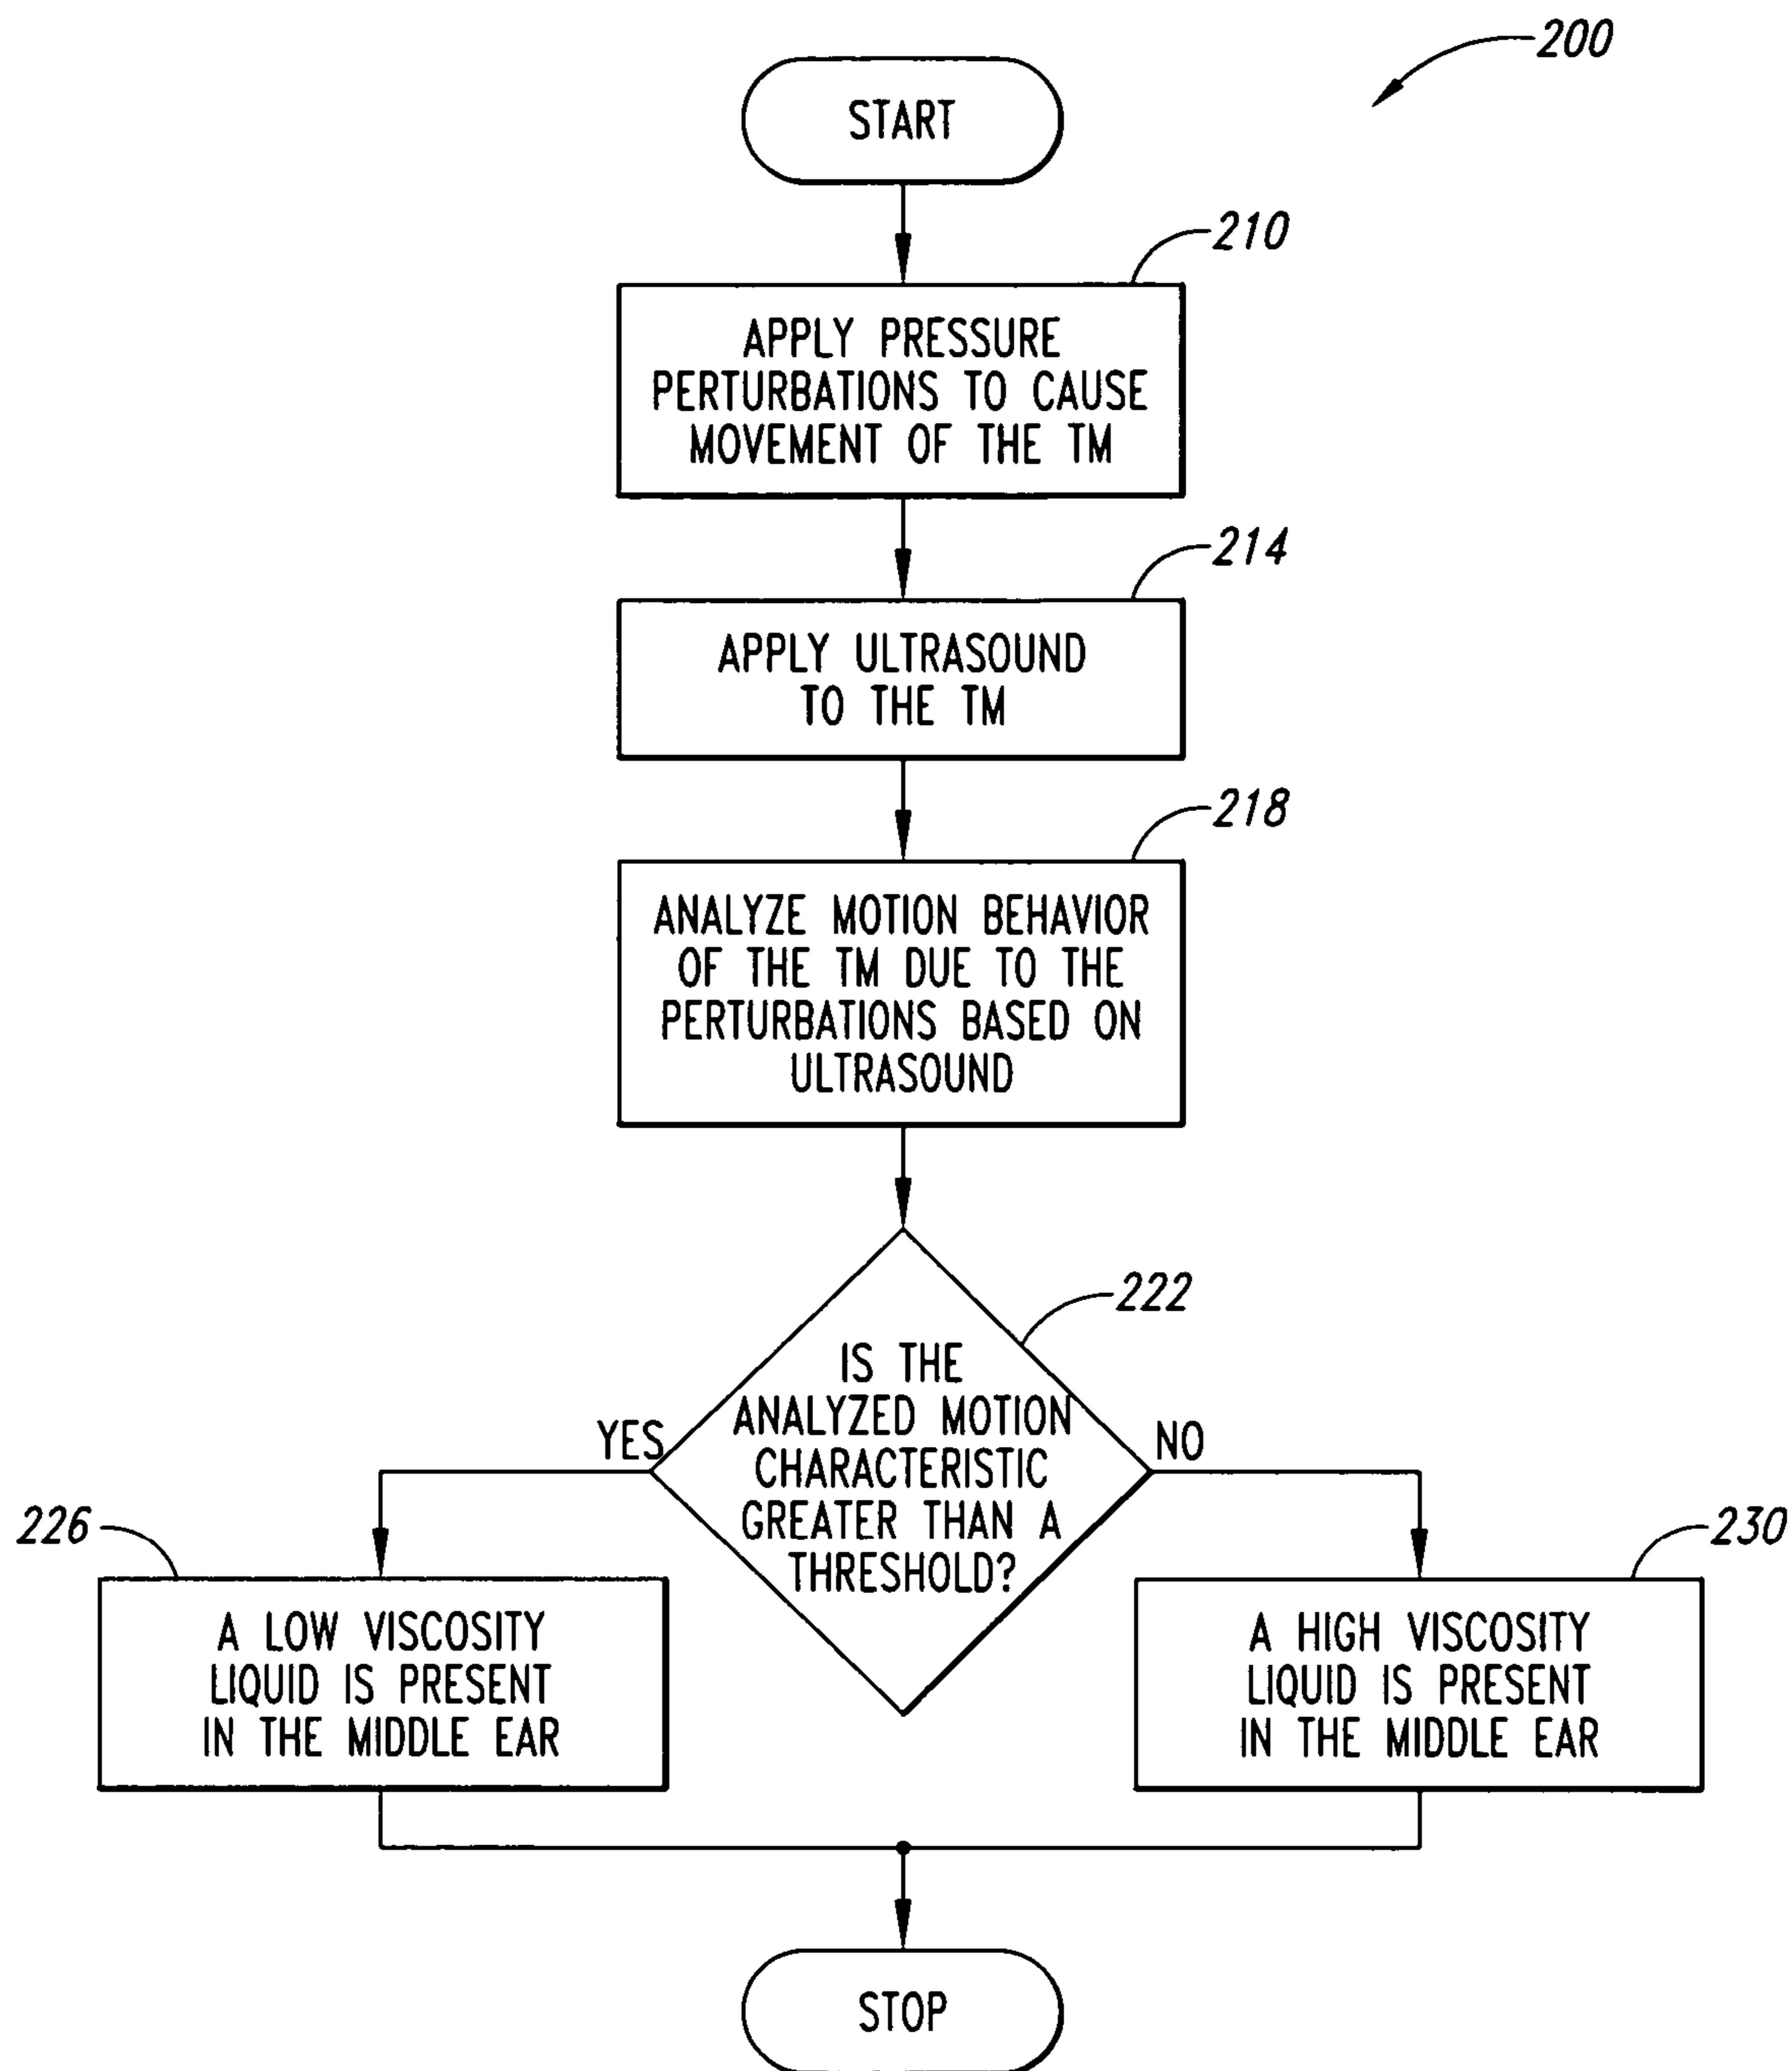 200
START
210
APPLY PRESSURE
PERTURBATIONS TO CAUSE
MOVEMENT OF THE TM
214
APPLY ULTRASOUND
TO THE TM
218
ANALYZE MOTION BEHAVIOR
OF THE TM DUE TO THE
PERTURBATIONS BASED ON
ULTRASOUND
222
IS THE
ANALYZED MOTION
CHARACTERISTIC
GREATER THAN A
THRESHOLD?
YES
NO
226
A LOW VISCOSITY
LIQUID IS PRESENT
IN THE MIDDLE EAR
230
A HIGH VISCOSITY
LIQUID IS PRESENT
IN THE MIDDLE EAR
STOP